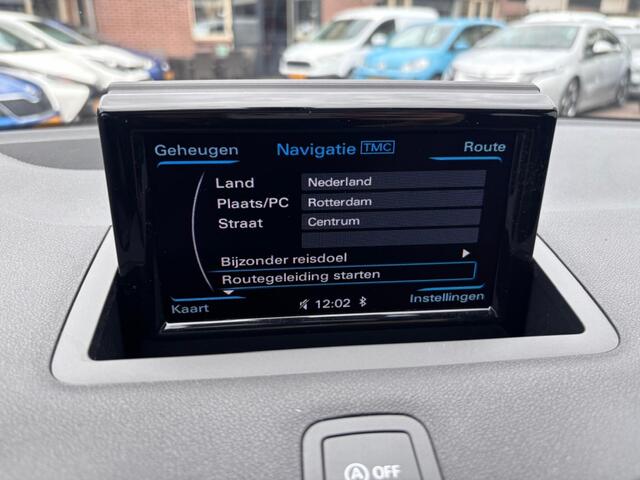 Geheugen Navigatie TMC Route
Land Nederland
Plaats/PC Rotterdam
Straat Centrum
Bijzonder reisdoel
Routegeleiding starten
Kaart 12:02 Instellingen
A OFF